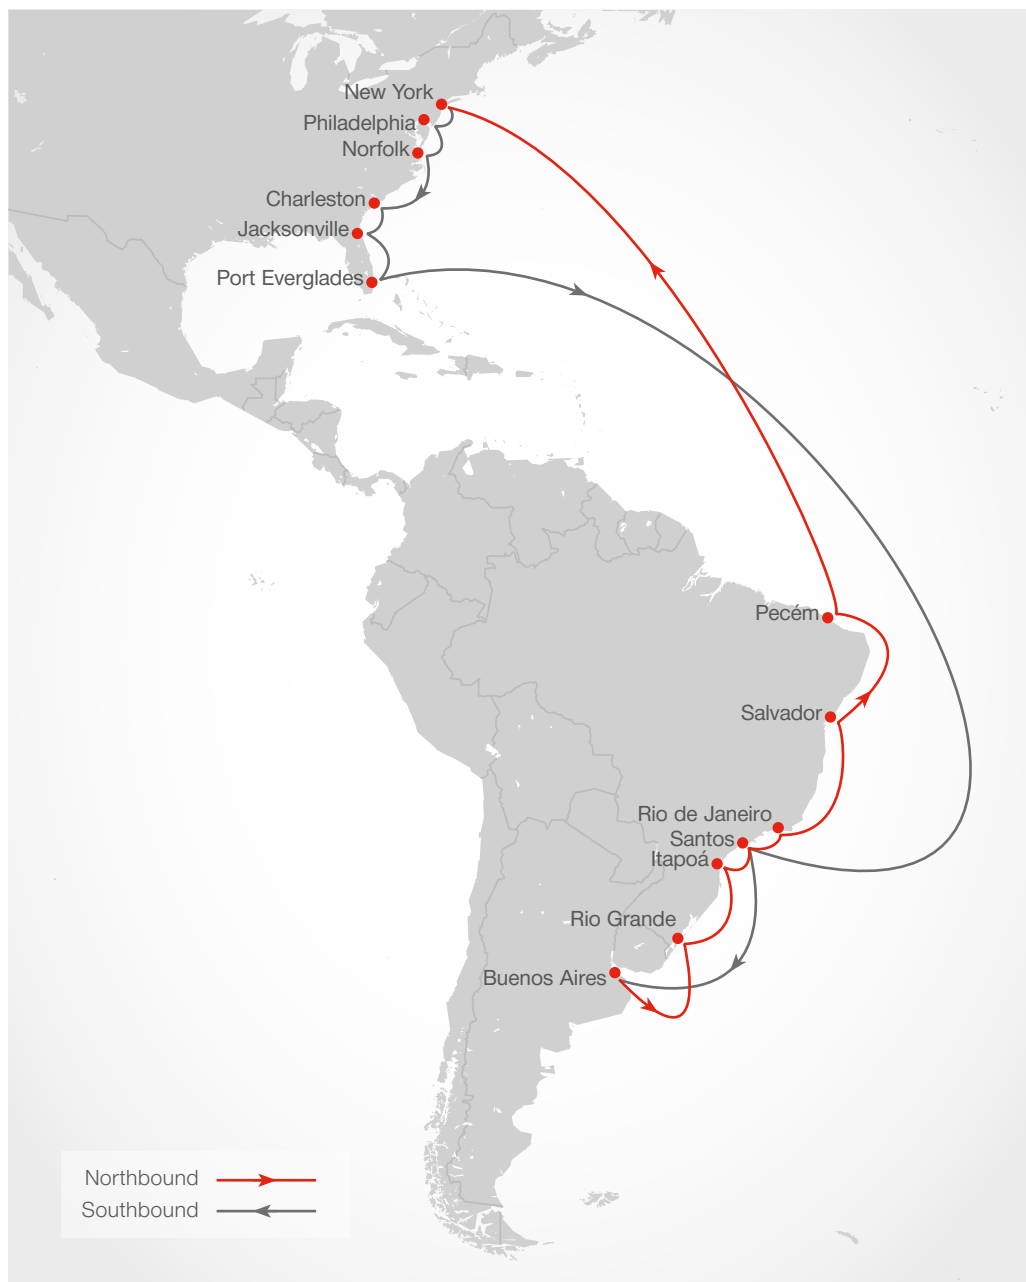 New York
Philadelphia
Norfolk
Charleston
Jacksonville
Port Everglades
Pecém
Salvador
Rio de Janeiro
Santos
Itapoá
Rio Grande
Buenos Aires
Northbound
Southbound